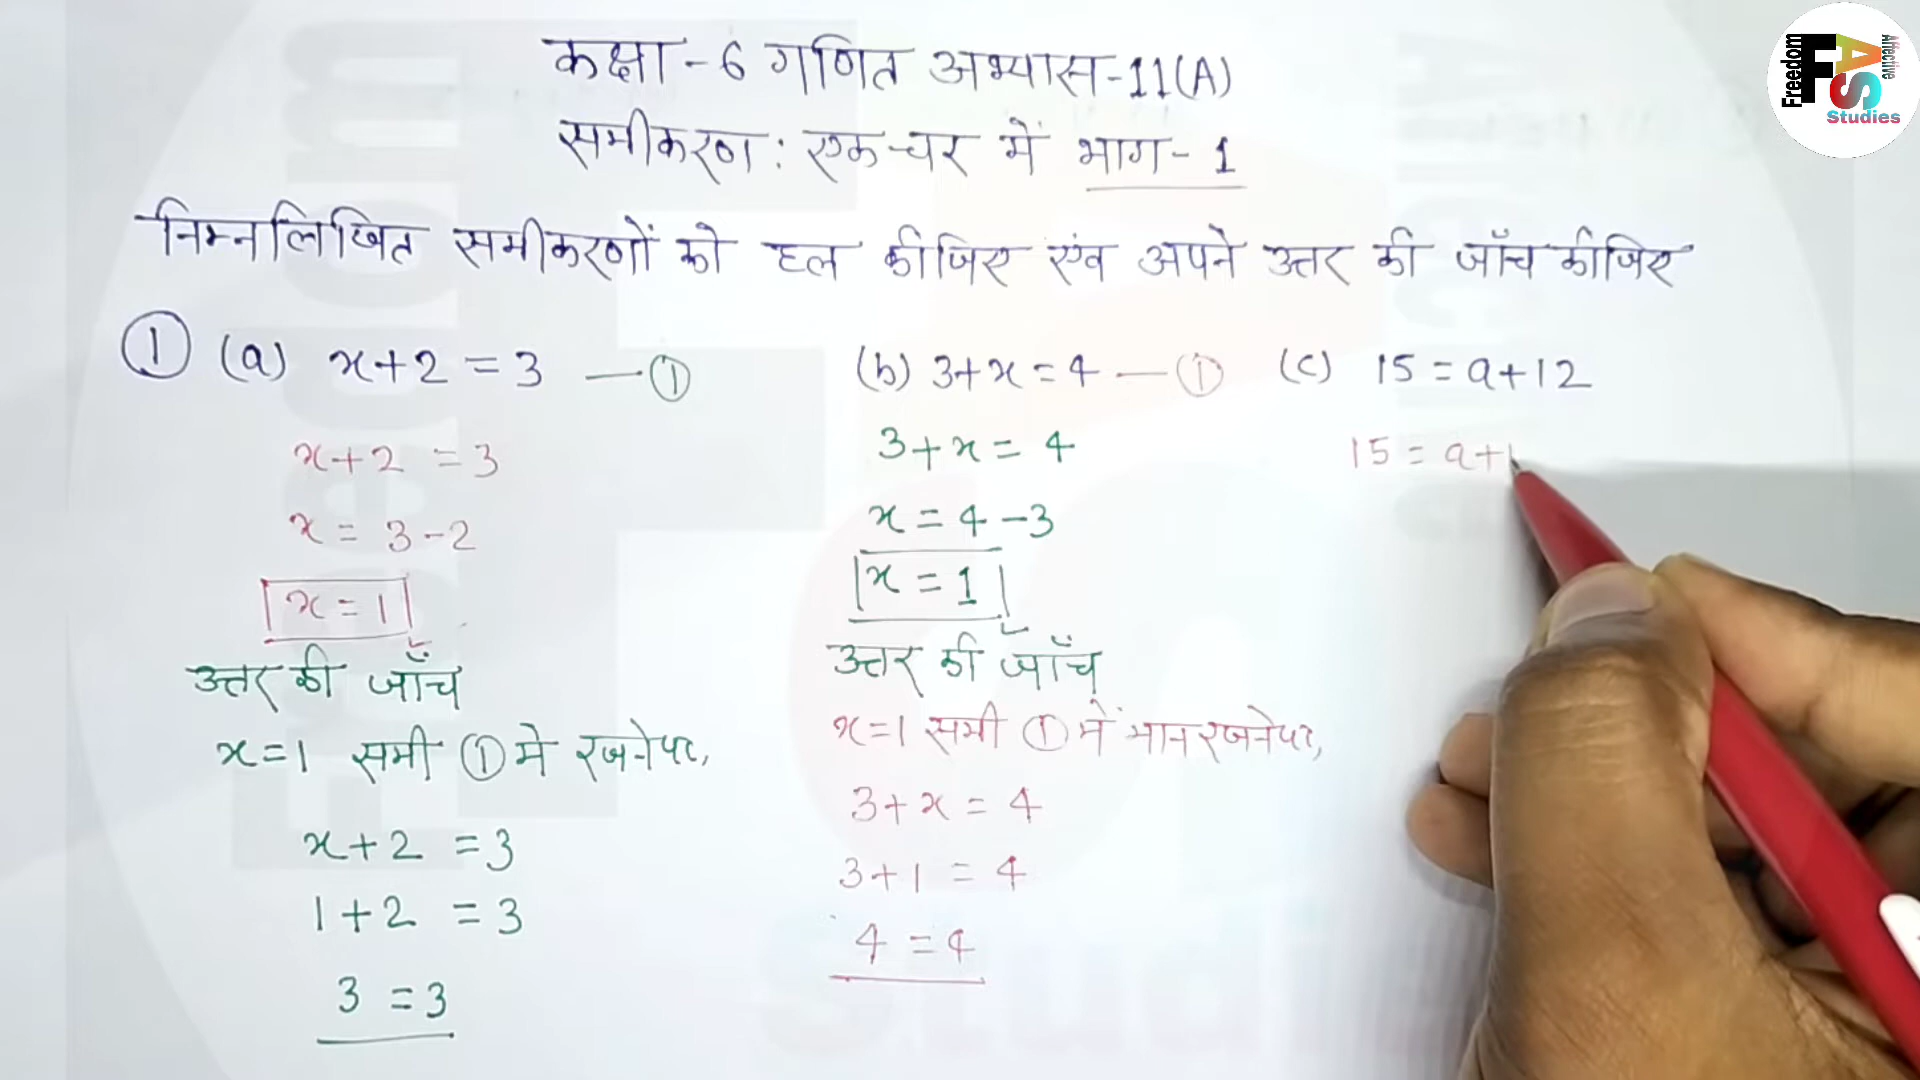 कक्षा - 6 गणित अभ्यास-11(A)
समीकरण : एक चर में भाग - 1
निम्नलिखित समीकरणों को हल कीजिए एंव अपने उत्तर की जाँच कीजिए
① (a) x+2 = 3 — ①
x+2 = 3
x = 3-2
x = 1
उत्तर की जाँच
x=1 समी ① मे रखने पर,
x+2 = 3
1+2 = 3
3 = 3
(b) 3+x = 4 — ①
3+x = 4
x = 4-3
x = 1
उत्तर की जाँच
x=1 समी ① में मान रखने पर,
3+x = 4
3+1 = 4
4 = 4
(c) 15 = a+12
15 = a+1
Freedom
FAS
Affective
Studies